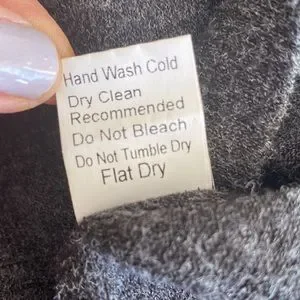 Hand Wash Cold
Dry Clean
Recommended
Do Not Bleach
Do Not Tumble Dry
Flat Dry